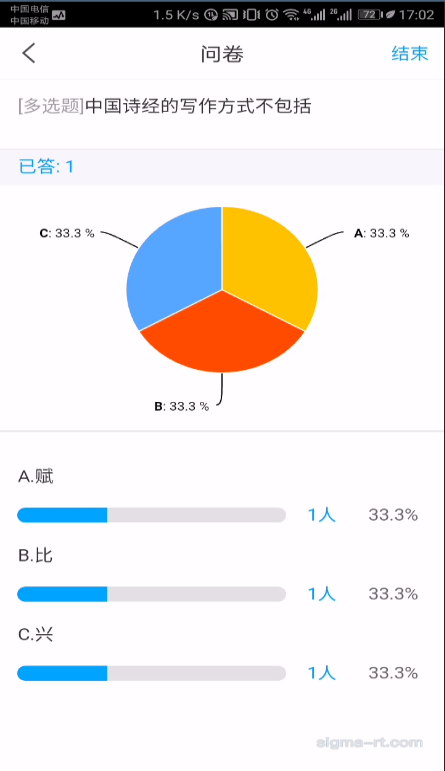 中国电信
中国移动
1.5 K/s 4G 2G 72 17:02
问卷 结束
[多选题]中国诗经的写作方式不包括
已答: 1
C: 33.3 % A: 33.3 %
B: 33.3 %
A.赋
1人 33.3%
B.比
1人 33.3%
C.兴
1人 33.3%
sigma-rt.com